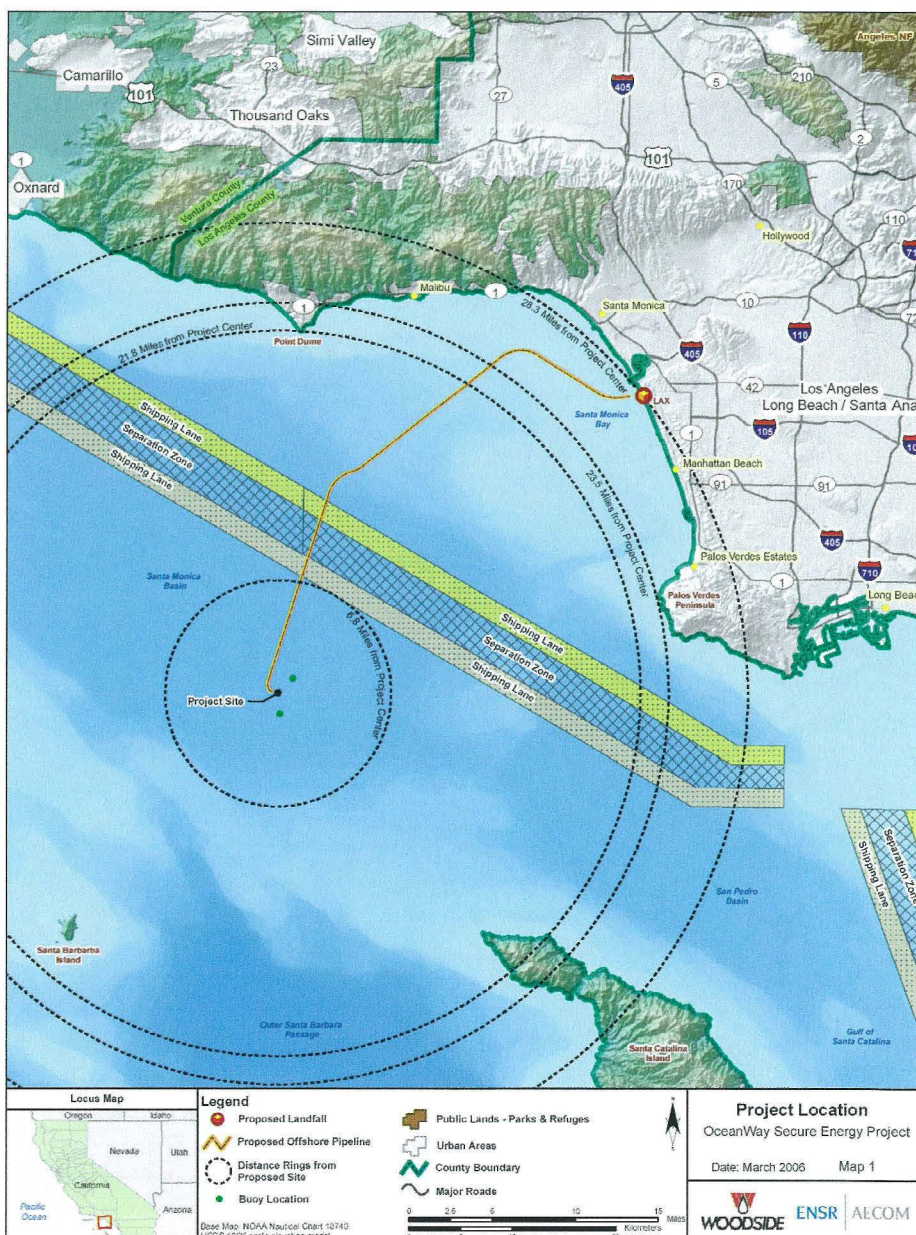 Simi Valley
Angeles NF
Camarillo
23
101
405
5
210
27
Thousand Oaks
2
101
1
Oxnard
170
Ventura County
Los Angeles County
110
Hollywood
Malibu
1
1
Santa Monica
10
110
28.3 Miles from Project Center
21.8 Miles from Project Center
Point Dume
405
42
Los Angeles
Long Beach / Santa Ana
LAX
Santa Monica
Bay
105
1
Shipping Lane
Separation Zone
Shipping Lane
Manhattan Beach
91
91
23.5 Miles from Project Center
405
Palos Verdes Estates
710
Santa Monica
Basin
1
Palos Verdes
Peninsula
Long Beac
Shipping Lane
Separation Zone
Shipping Lane
6.8 Miles from Project Center
Project Site
San Pedro
Basin
Separation Zone
Shipping Lane
Santa Barbarba
Island
Outer Santa Barbara
Passage
Santa Catalina
Island
Gulf of
Santa Catalina
Locus Map
Oregon
Idaho
Nevada
Utah
California
Arizona
Pacific
Ocean
Legend
Proposed Landfall
Proposed Offshore Pipeline
Distance Rings from
Proposed Site
Buoy Location
Public Lands - Parks & Refuges
Urban Areas
County Boundary
Major Roads
N
0 2.5 5 10 15
Miles
Kilometers
Base Map: NOAA Nautical Chart 18740
Project Location
OceanWay Secure Energy Project
Date: March 2006 Map 1
WOODSIDE
ENSR | AECOM